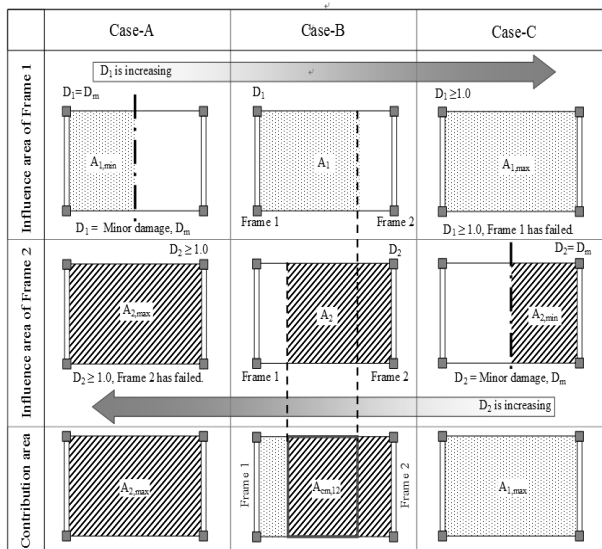 Case-A
Case-B
Case-C
Influence area of Frame 1
D1 is increasing
D1=Dm
D1
D1 ≥1.0
A1,min
A1
A1,max
Frame 1
Frame 2
D1 = Minor damage, Dm
D1 ≥1.0, Frame 1 has failed.
Influence area of Frame 2
D2 ≥ 1.0
D2
D2= Dm
A2,max
A2
A2,min
D2 ≥ 1.0, Frame 2 has failed.
Frame 1
Frame 2
D2 = Minor damage, Dm
D2 is increasing
Contribution area
A2,max
Frame 1
Acm,12
Frame 2
A1,max